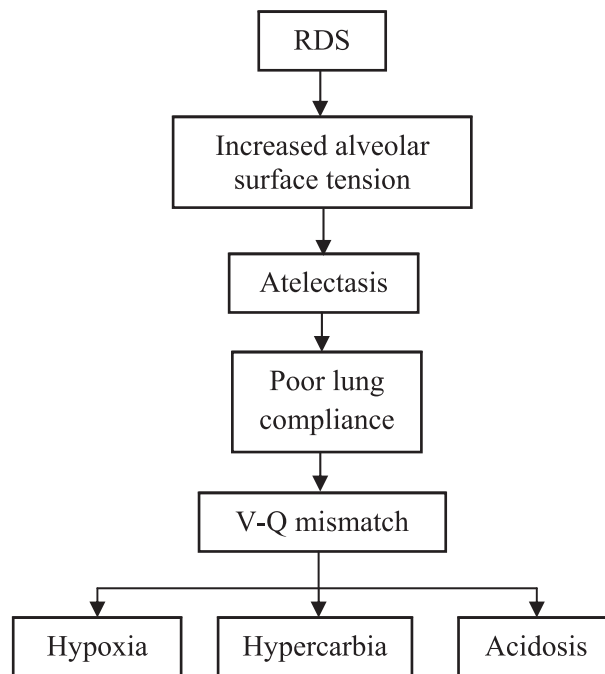 RDS
Increased alveolar
surface tension
Atelectasis
Poor lung
compliance
V-Q mismatch
Hypoxia
Hypercarbia
Acidosis